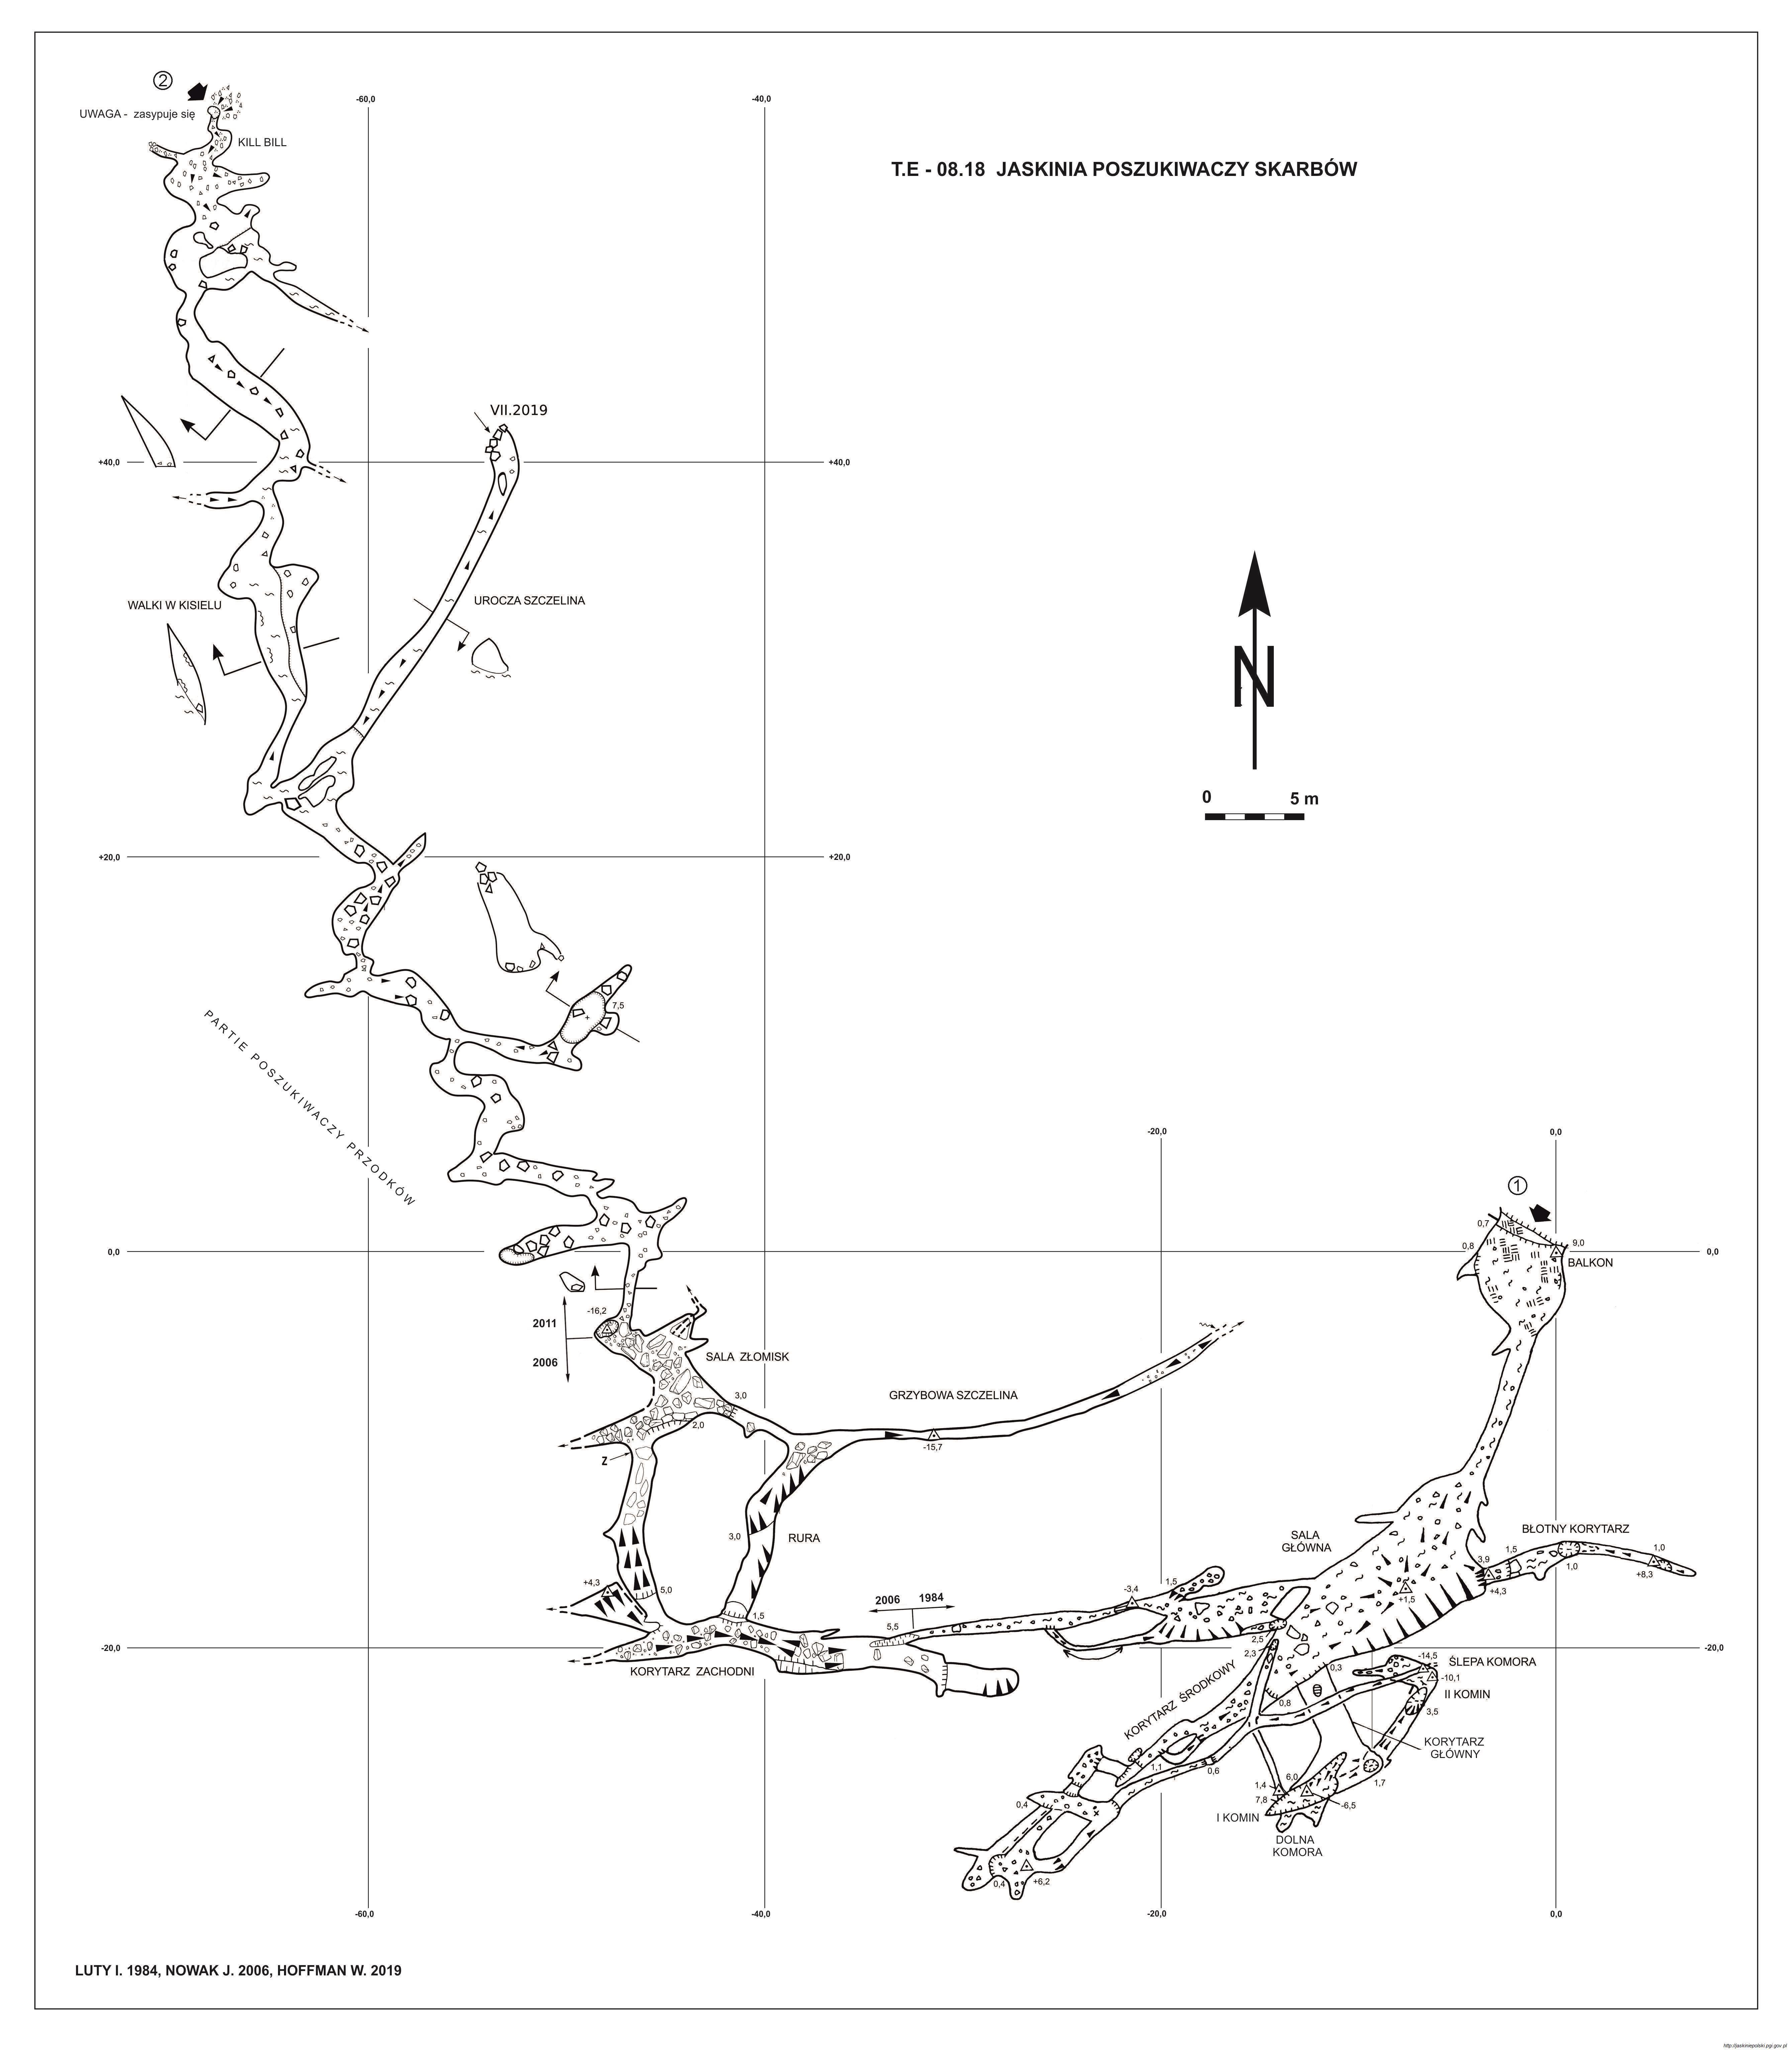 2
UWAGA - zasypuje się
KILL BILL
-60,0
-40,0
T.E - 08.18 JASKINIA POSZUKIWACZY SKARBÓW
VII.2019
+40,0
+40,0
UROCZA SZCZELINA
WALKI W KISIELU
N
0 5 m
+20,0
+20,0
7,5
PARTIE POSZUKIWACZY PRZODKÓW
-20,0
0,0
1
0,7
0,8
9,0
0,0
0,0
BALKON
-16,2
2011
2006
SALA ZŁOMISK
3,0
2,0
GRZYBOWA SZCZELINA
-15,7
Z
3,0
RURA
SALA
GŁÓWNA
BŁOTNY KORYTARZ
1,5
1,0
1,0
3,9
+4,3
+8,3
+1,5
+4,3
5,0
1,5
-3,4
1,5
2006 1984
5,5
2,5
2,3
-20,0
-20,0
KORYTARZ ZACHODNI
ŚLEPA KOMORA
-14,5
-10,1
0,3
II KOMIN
0,8
3,5
KORYTARZ ŚRODKOWY
KORYTARZ
GŁÓWNY
1,1
0,6
1,7
6,0
1,4
7,8
-6,5
I KOMIN
DOLNA
KOMORA
0,4
0,4
+6,2
-60,0
-40,0
-20,0
0,0
LUTY I. 1984, NOWAK J. 2006, HOFFMAN W. 2019
http://jaskiniepolski.pgi.gov.pl